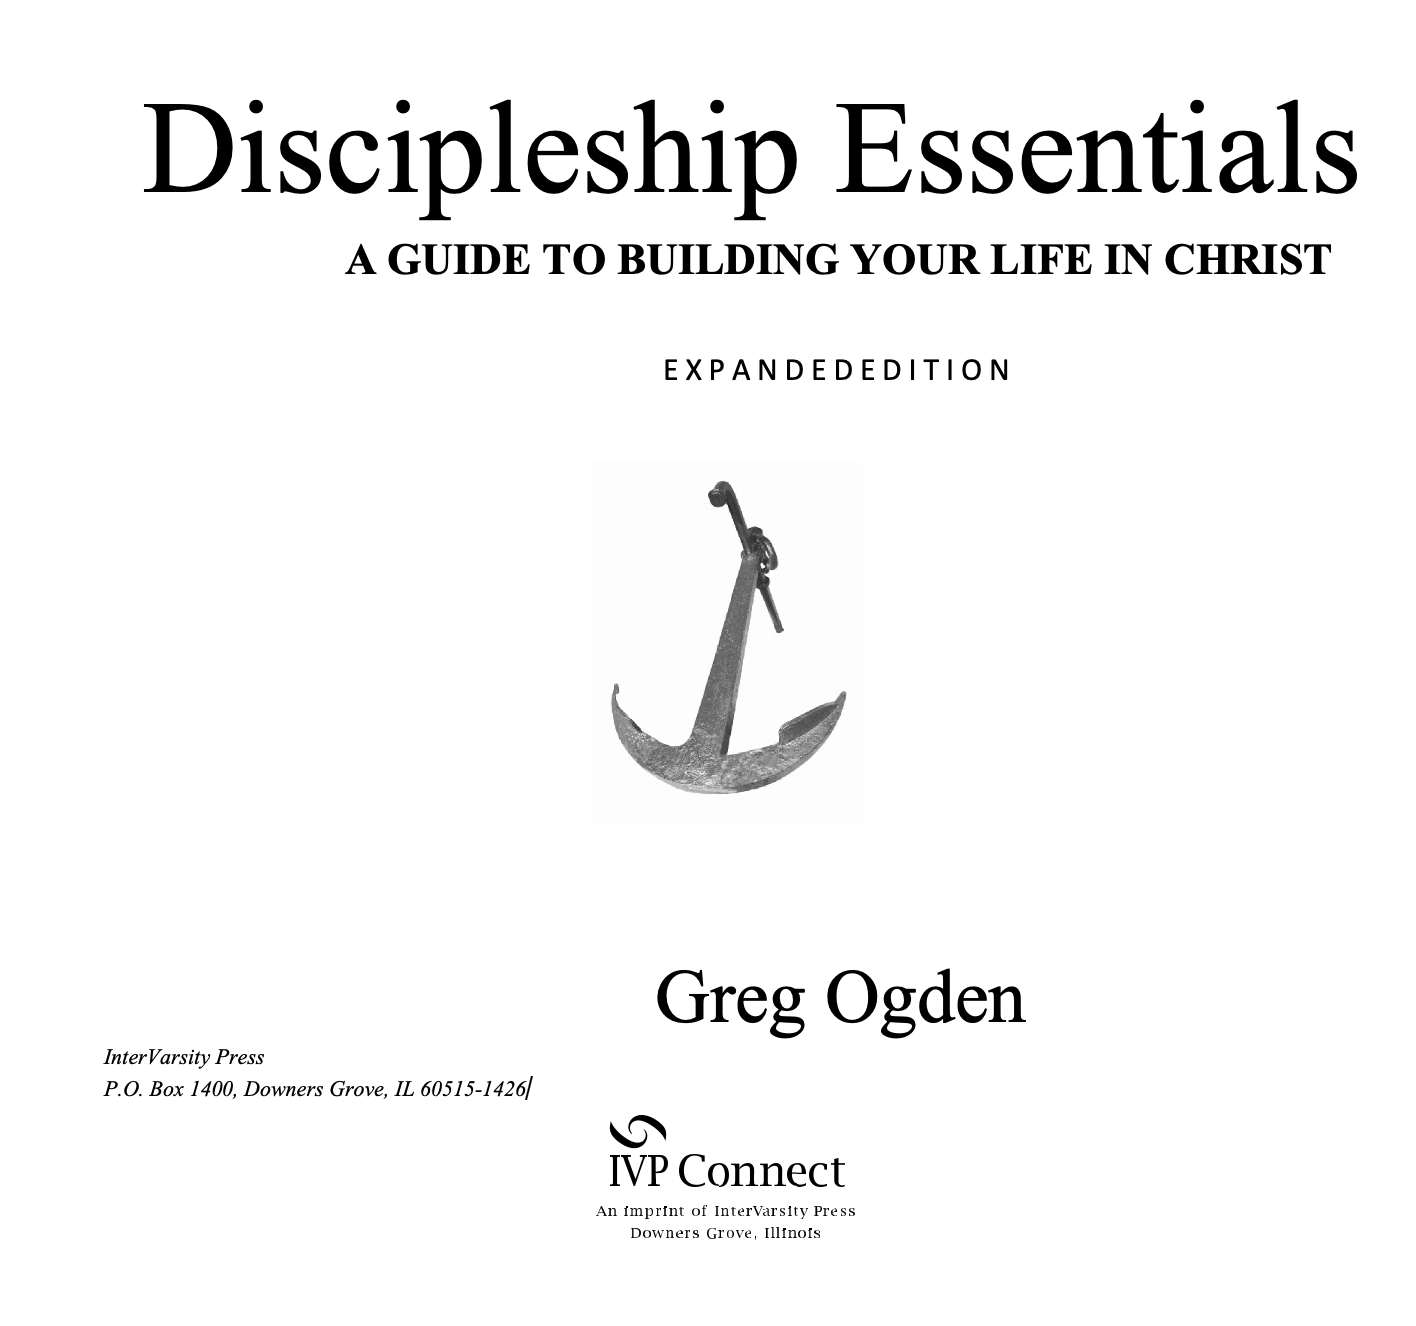 Discipleship Essentials
A GUIDE TO BUILDING YOUR LIFE IN CHRIST
EXPANDEDEDITION
Greg Ogden
InterVarsity Press
P.O. Box 1400, Downers Grove, IL 60515-1426
IVP Connect
An imprint of InterVarsity Press
Downers Grove, Illinois